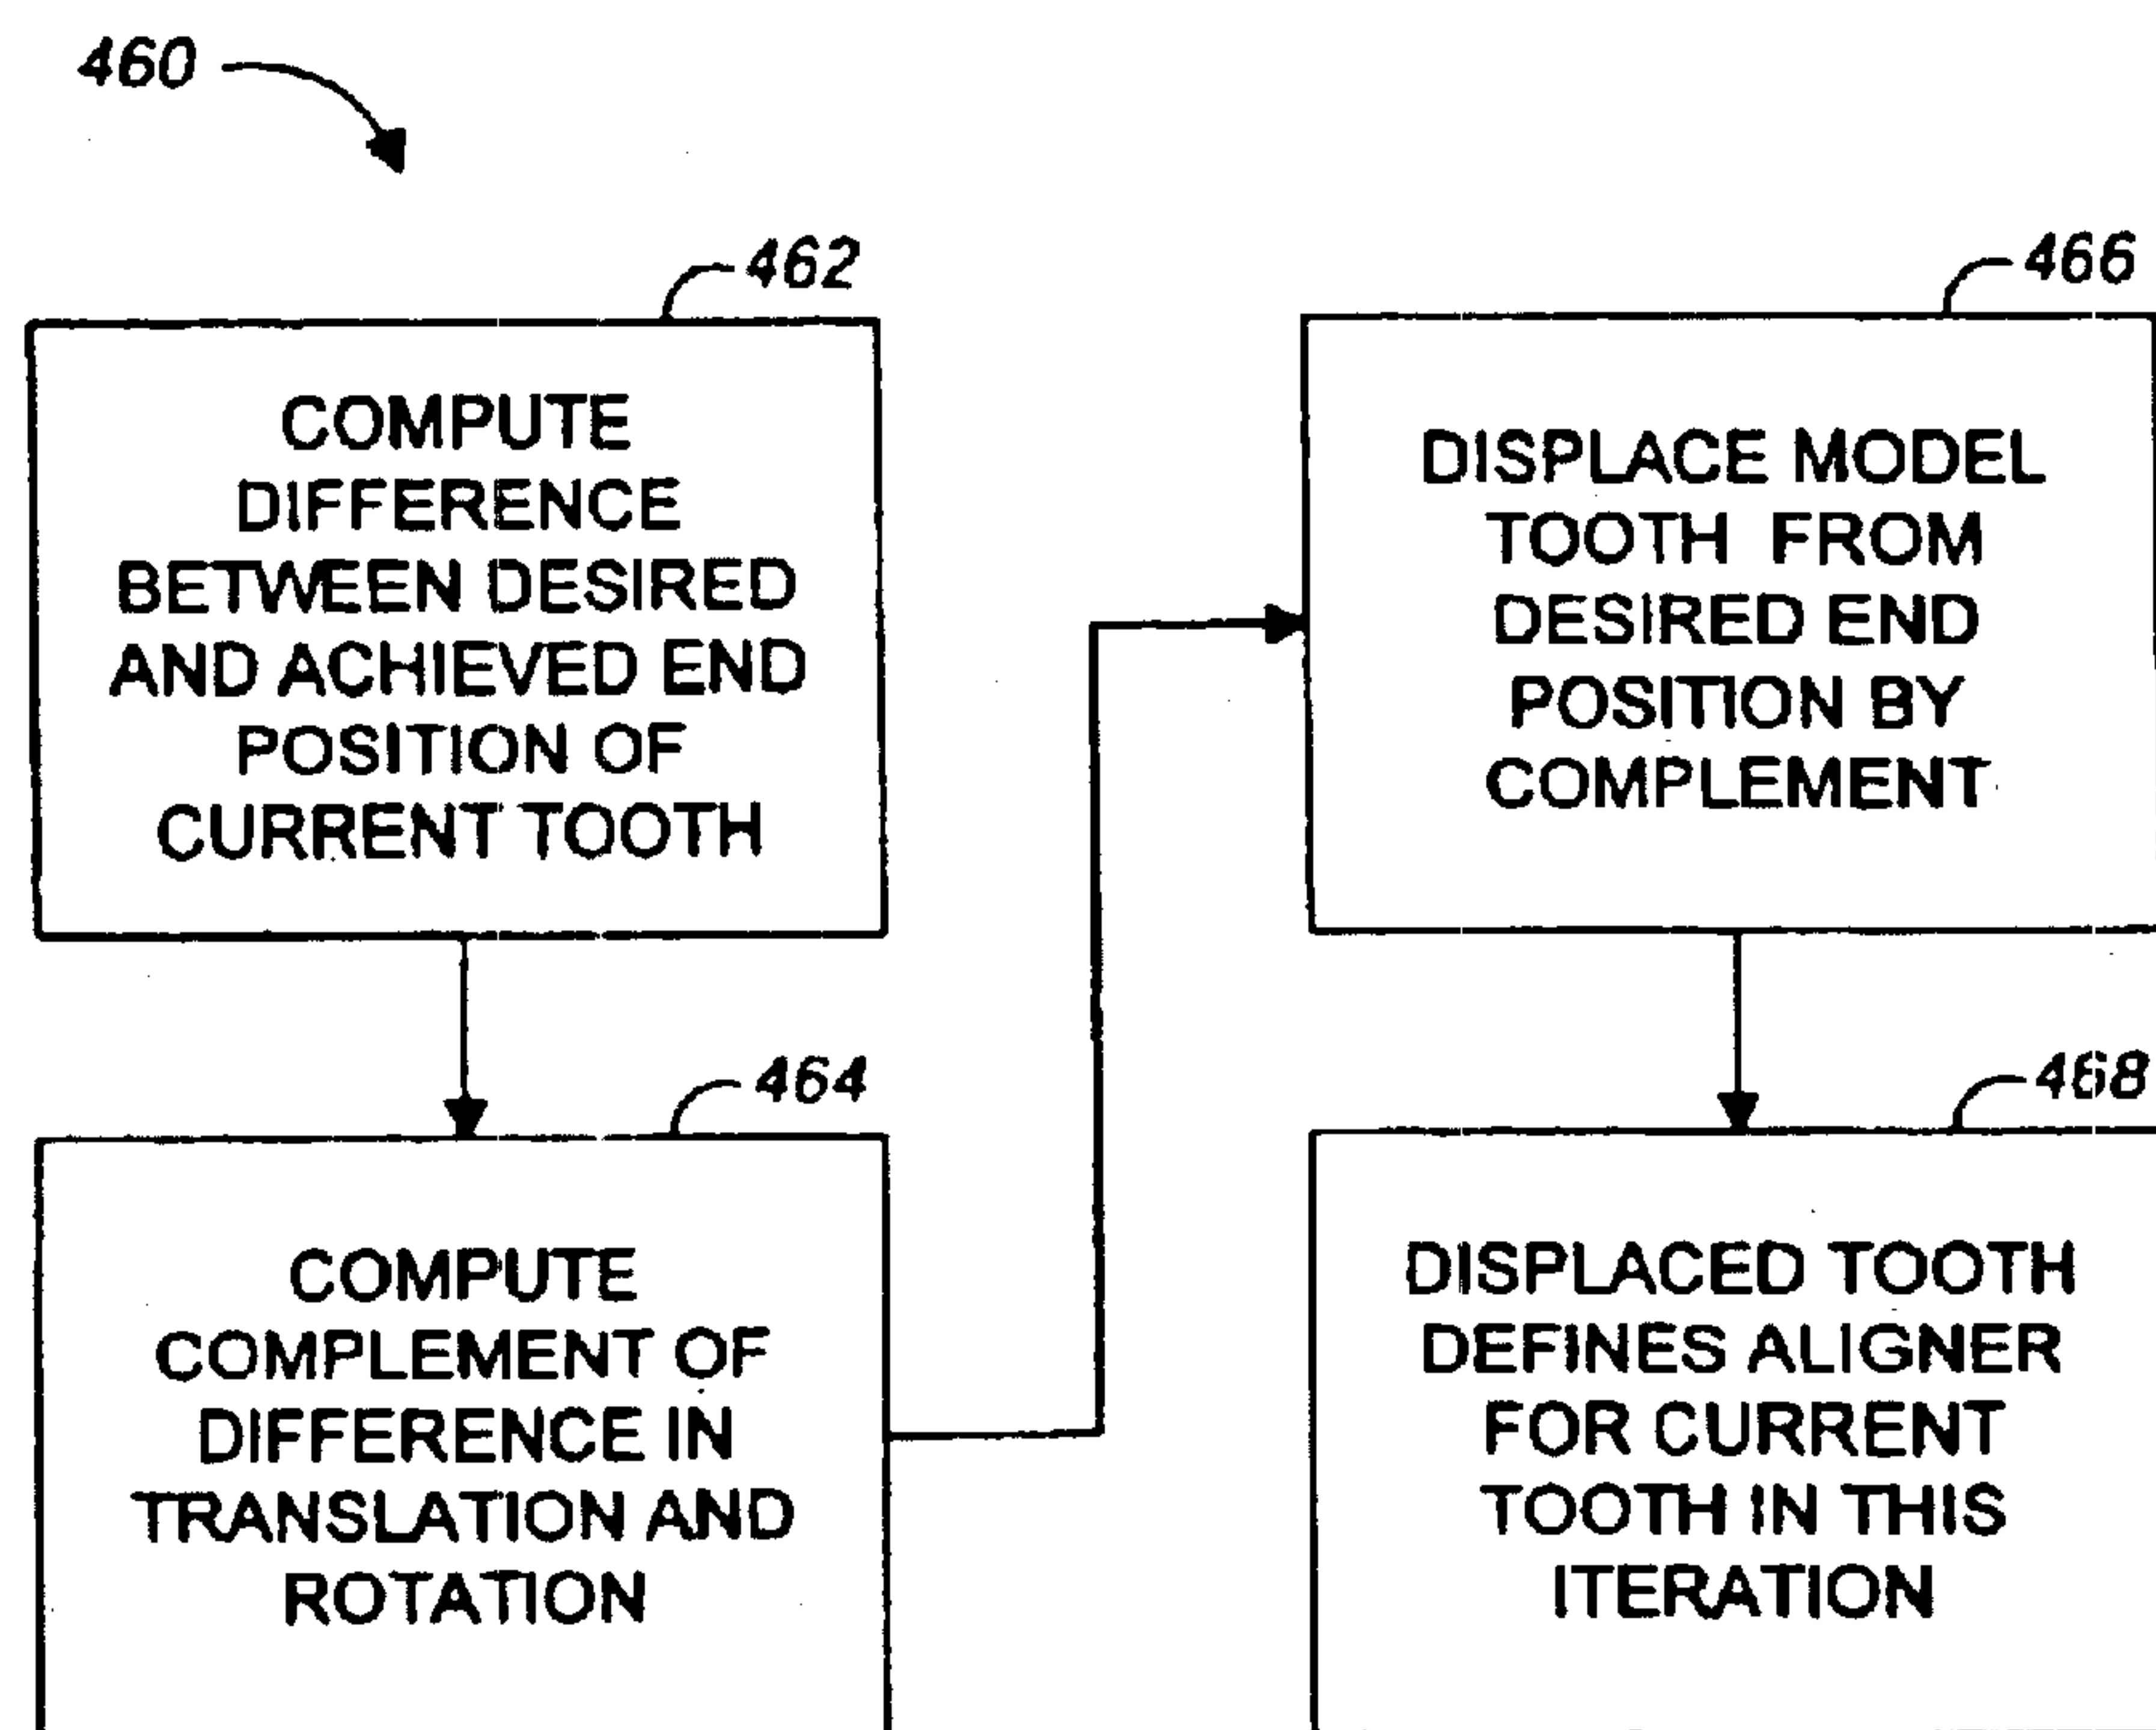 460
462
COMPUTE
DIFFERENCE
BETWEEN DESIRED
AND ACHIEVED END
POSITION OF
CURRENT TOOTH
464
COMPUTE
COMPLEMENT OF
DIFFERENCE IN
TRANSLATION AND
ROTATION
466
DISPLACE MODEL
TOOTH FROM
DESIRED END
POSITION BY
COMPLEMENT
468
DISPLACED TOOTH
DEFINES ALIGNER
FOR CURRENT
TOOTH IN THIS
ITERATION